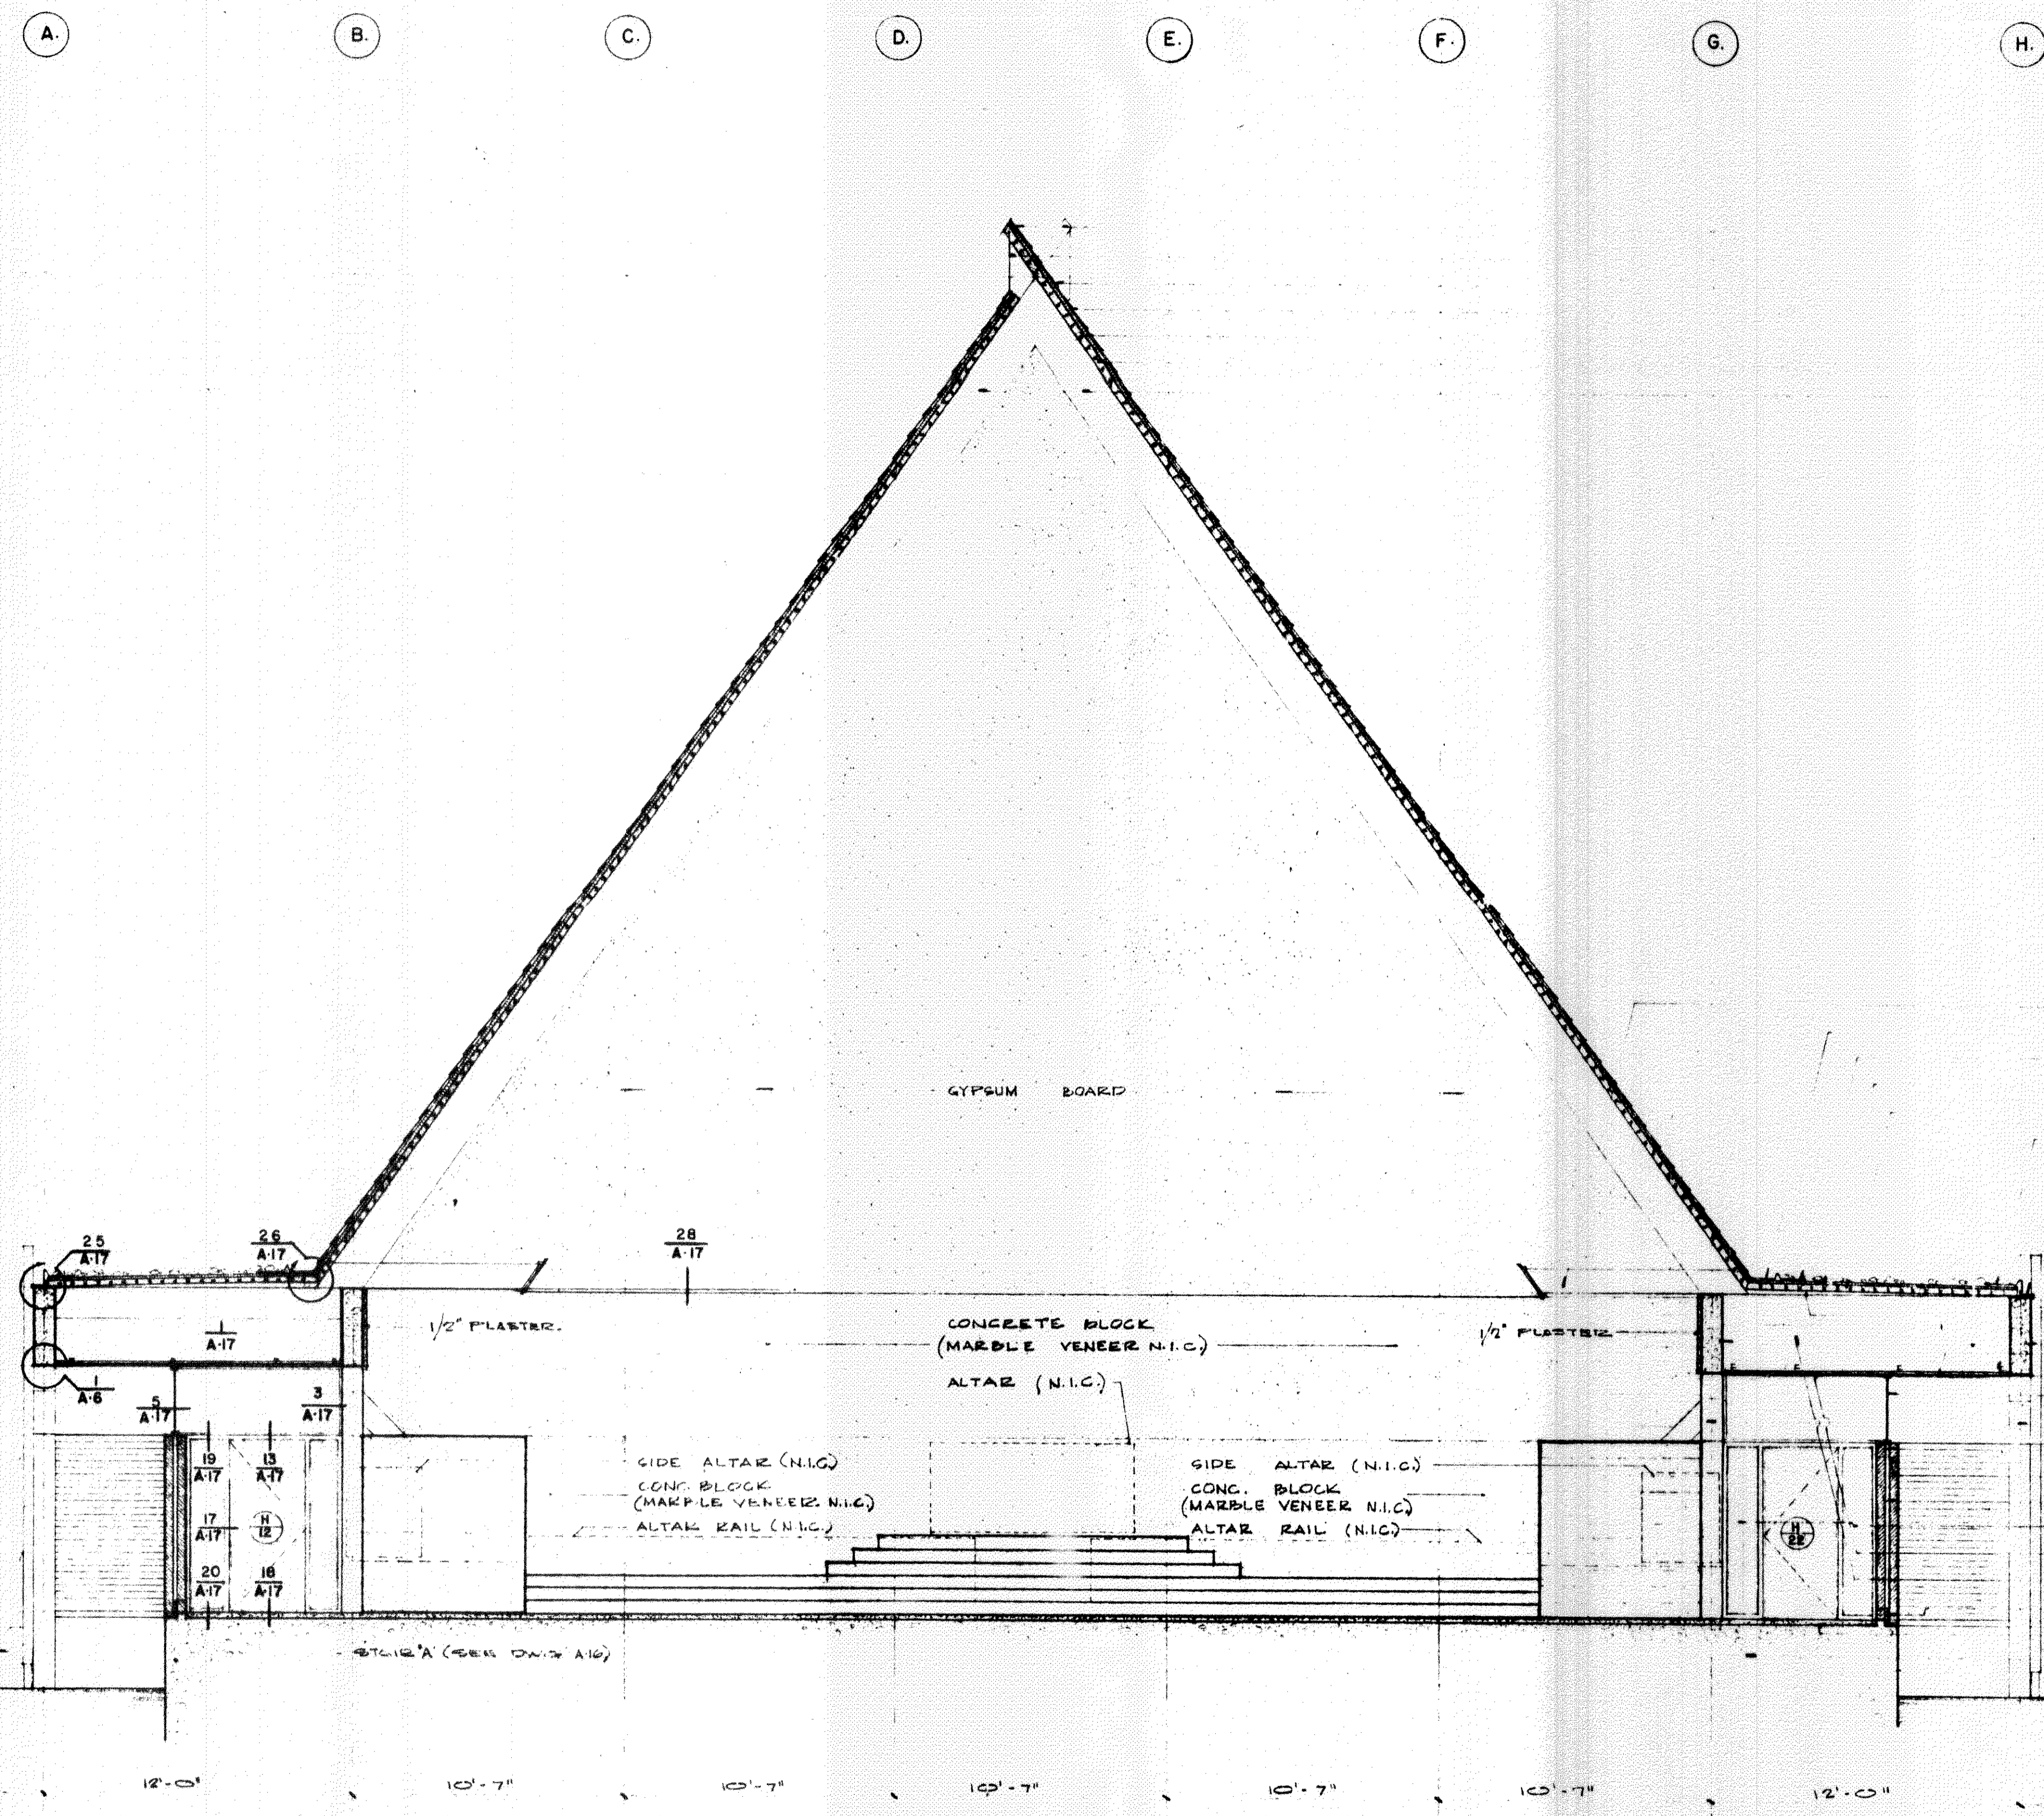 A. B. C. D. E. F. G. H.
GYPSUM BOARD
25
A·17
26
A·17
28
A·17
1
A·17
1/2" PLASTER.
CONCRETE BLOCK
(MARBLE VENEER N.I.C.)
1/2" PLASTER
1
A·6
ALTAR (N.I.C.)
5
A·17
3
A·17
19
A·17
13
A·17
SIDE ALTAR (N.I.C)
CONC. BLOCK
(MARBLE VENEER N.I.C.)
ALTAR RAIL (N.I.C.)
SIDE ALTAR (N.I.C.)
CONC. BLOCK
(MARBLE VENEER N.I.C.)
ALTAR RAIL (N.I.C.)
17
A·17
H
12
H
22
20
A·17
18
A·17
STAIR "A" (SEE DWG A·16)
12'-0" 10'-7" 10'-7" 10'-7" 10'-7" 10'-7" 12'-0"